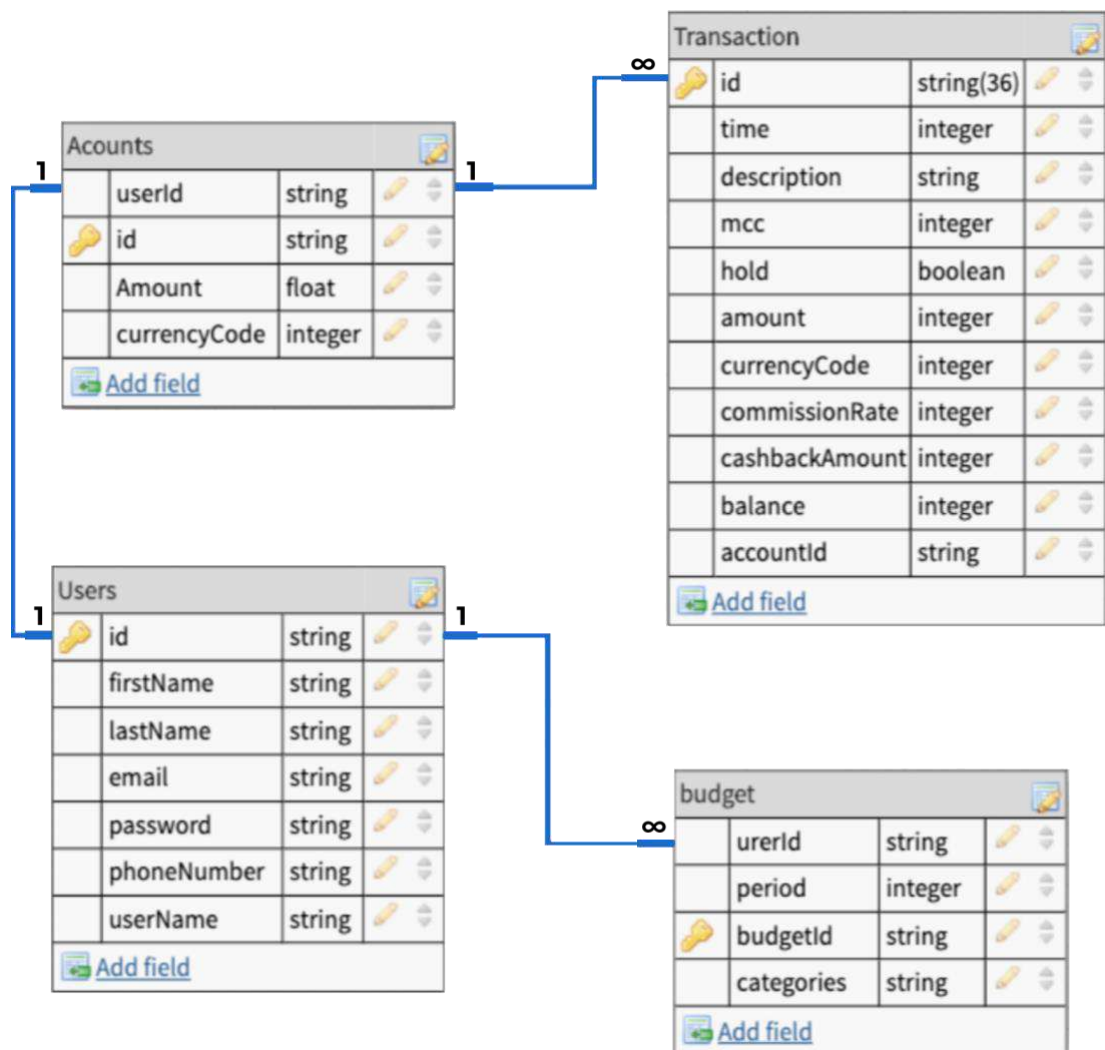 Transaction
∞
id string(36)
time integer
description string
mcc integer
hold boolean
amount integer
currencyCode integer
commissionRate integer
cashbackAmount integer
balance integer
accountId string
Add field
Acounts
1
1
userId string
id string
Amount float
currencyCode integer
Add field
Users
1
1
id string
firstName string
lastName string
email string
password string
phoneNumber string
userName string
Add field
budget
∞
urerId string
period integer
budgetId string
categories string
Add field